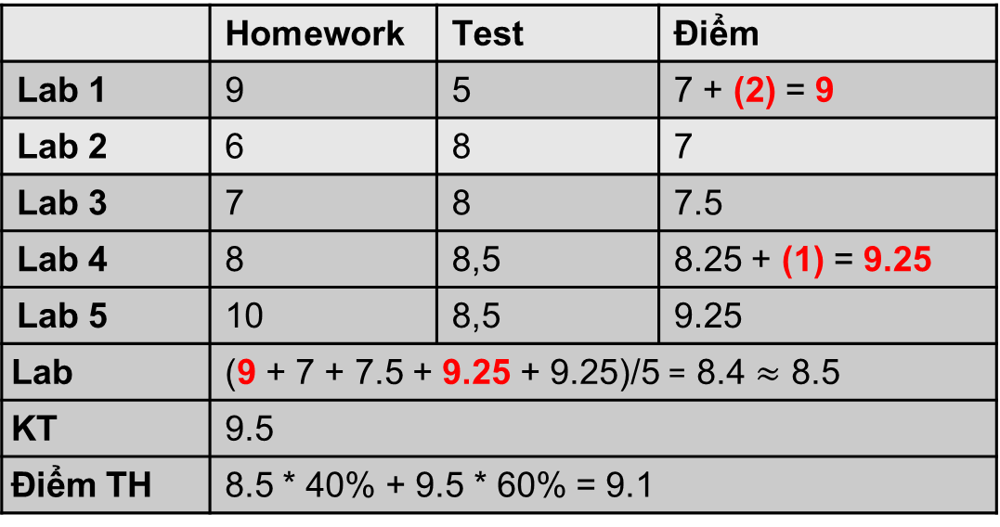 Homework Test Điểm
Lab 1 9 5 7 + (2) = 9
Lab 2 6 8 7
Lab 3 7 8 7.5
Lab 4 8 8,5 8.25 + (1) = 9.25
Lab 5 10 8,5 9.25
Lab (9 + 7 + 7.5 + 9.25 + 9.25)/5 = 8.4 ≈ 8.5
KT 9.5
Điểm TH 8.5 * 40% + 9.5 * 60% = 9.1